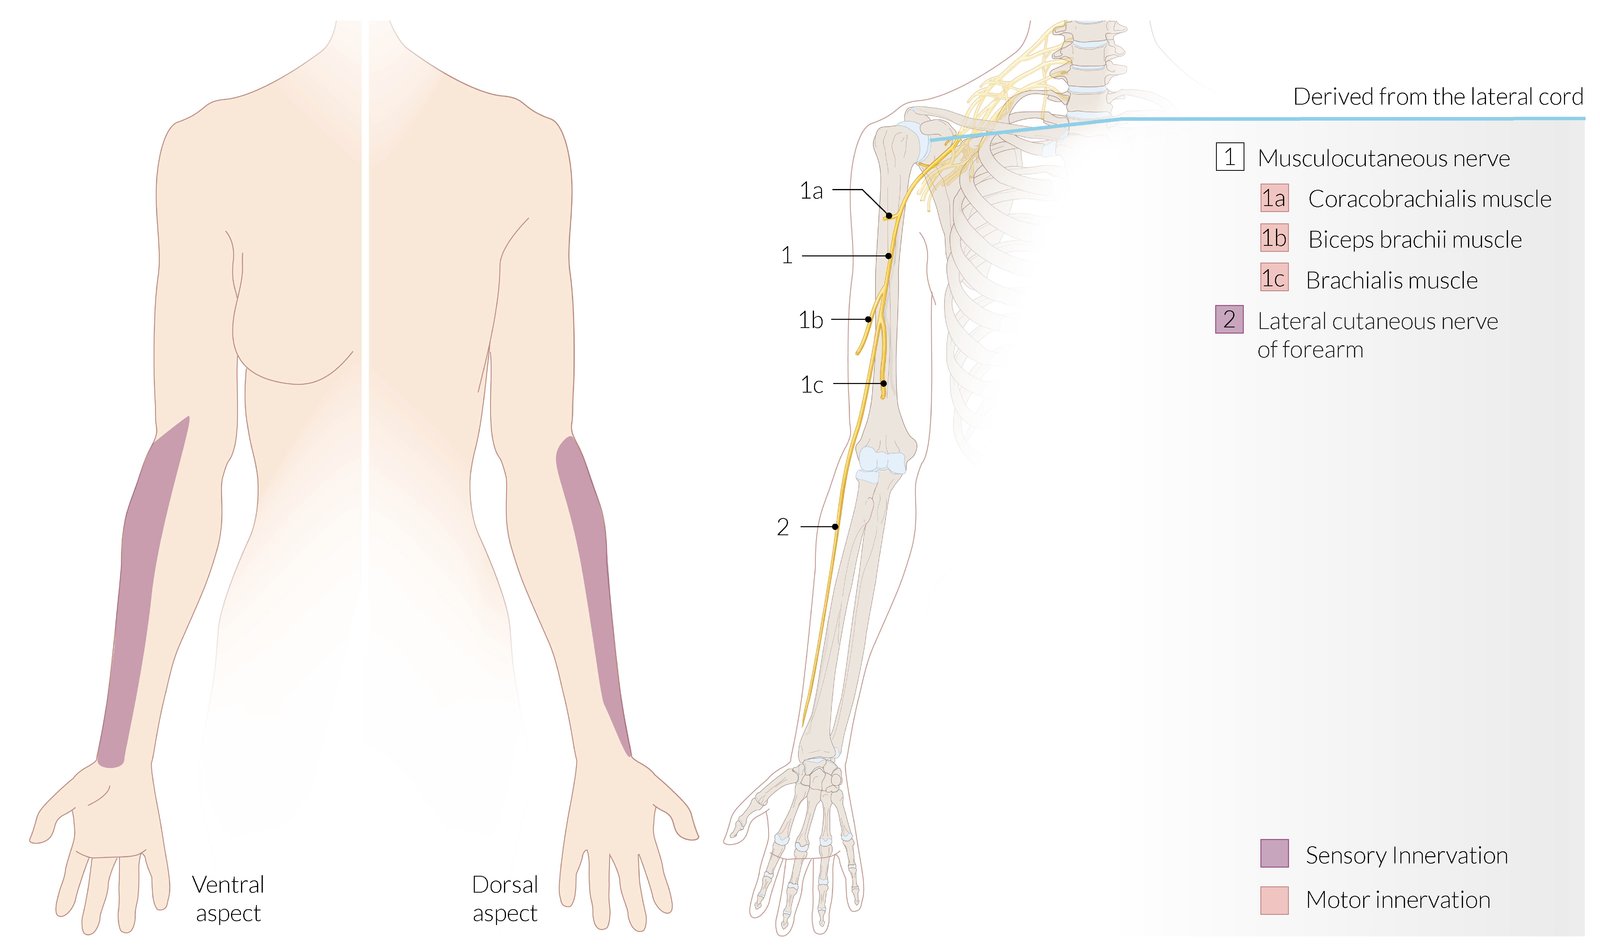 Derived from the lateral cord
1 Musculocutaneous nerve
1a Coracobrachialis muscle
1b Biceps brachii muscle
1c Brachialis muscle
2 Lateral cutaneous nerve
of forearm
1a
1
1b
1c
2
Ventral
aspect
Dorsal
aspect
Sensory Innervation
Motor innervation